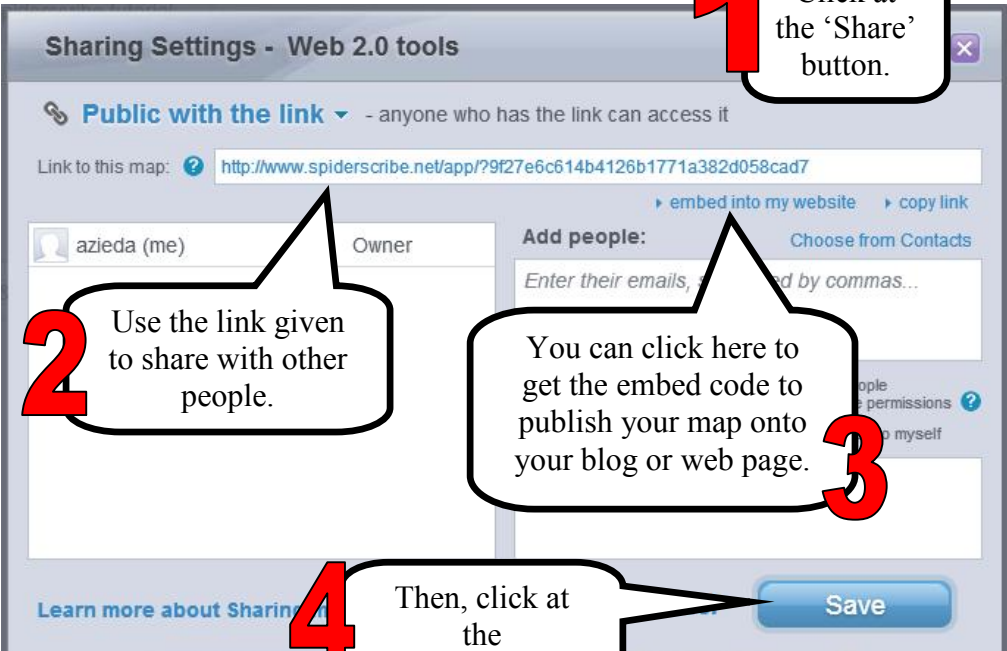 Click at
the ‘Share’
button.
1
Sharing Settings - Web 2.0 tools
Public with the link - anyone who has the link can access it
Link to this map: ? http://www.spiderscribe.net/app/?9f27e6c614b4126b1771a382d058cad7
embed into my website copy link
azieda (me) Owner
Add people: Choose from Contacts
Enter their emails, by commas...
2
Use the link given
to share with other
people.
You can click here to
get the embed code to
publish your map onto
your blog or web page.
3
permissions ?
myself
4
Then, click at
the
Learn more about Sharing
Save